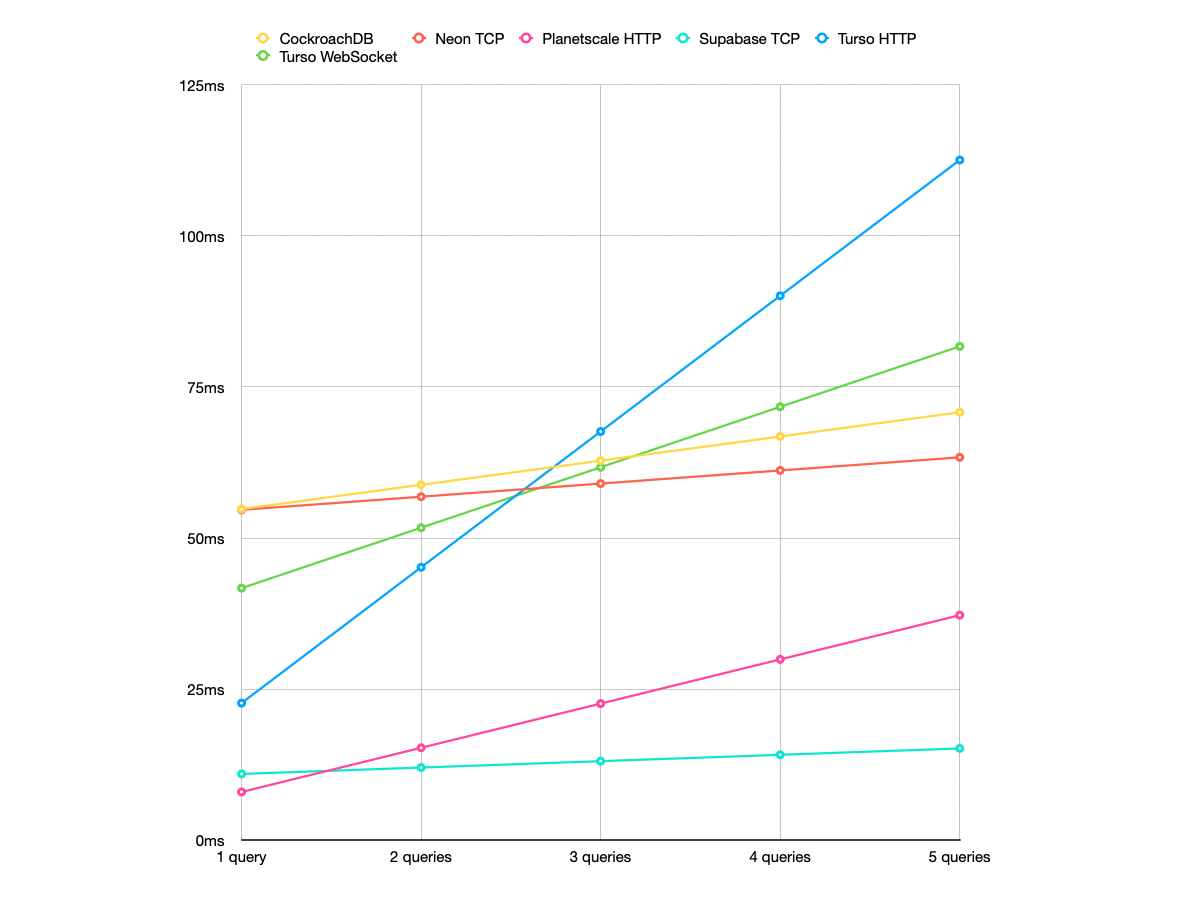 CockroachDB Neon TCP Planetscale HTTP Supabase TCP Turso HTTP
Turso WebSocket
125ms
100ms
75ms
50ms
25ms
0ms
1 query 2 queries 3 queries 4 queries 5 queries